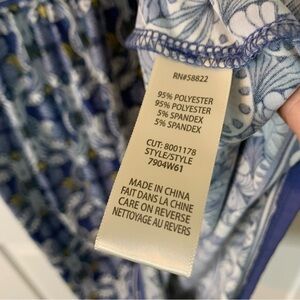 RN#58822
95% POLYESTER
95% POLYESTER
5% SPANDEX
5% SPANDEX
CUT: 8001178
STYLE/STYLE
7904W61
MADE IN CHINA
FAIT DANS LA CHINE
CARE ON REVERSE
NETTOYAGE AU REVERS